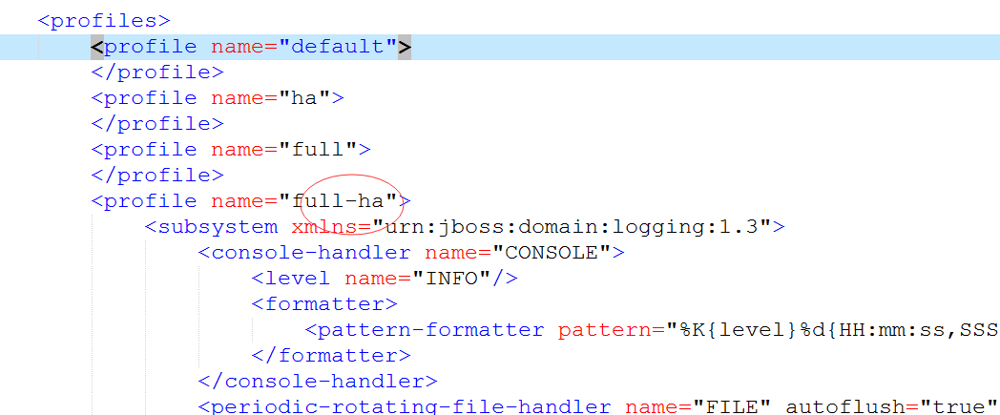 <profiles>
<profile name="default">
</profile>
<profile name="ha">
</profile>
<profile name="full">
</profile>
<profile name="full-ha">
<subsystem xmlns="urn:jboss:domain:logging:1.3">
<console-handler name="CONSOLE">
<level name="INFO"/>
<formatter>
<pattern-formatter pattern="%K{level}%d{HH:mm:ss,SSS
</formatter>
</console-handler>
<periodic-rotating-file-handler name="FILE" autoflush="true"